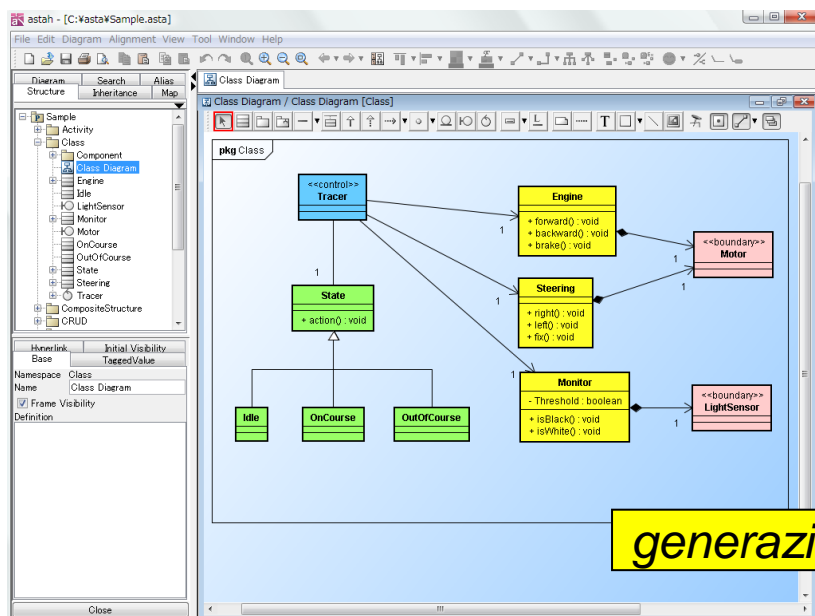 astah - [C:¥asta¥Sample.asta]
File Edit Diagram Alignment View Tool Window Help
Diagram Search Alias
Structure Inheritance Map
Sample
Activity
Class
Component
Class Diagram
Engine
Idle
LightSensor
Monitor
Motor
OnCourse
OutOfCourse
State
Steering
Tracer
CompositeStructure
CRUD
Hyperlink Initial Visibility
Base TaggedValue
Namespace Class
Name Class Diagram
Frame Visibility
Definition
Close
Class Diagram
Class Diagram / Class Diagram [Class]
T
pkg Class
<<control>>
Tracer
Engine
+ forward() : void
+ backward() : void
+ brake() : void
1
<<boundary>>
Motor
1
1
Steering
+ right() : void
+ left() : void
+ fix() : void
1
1
State
+ action() : void
Idle
OnCourse
OutOfCourse
1
Monitor
- Threshold : boolean
+ isBlack() : void
+ isWhite() : void
<<boundary>>
LightSensor
1
generazi